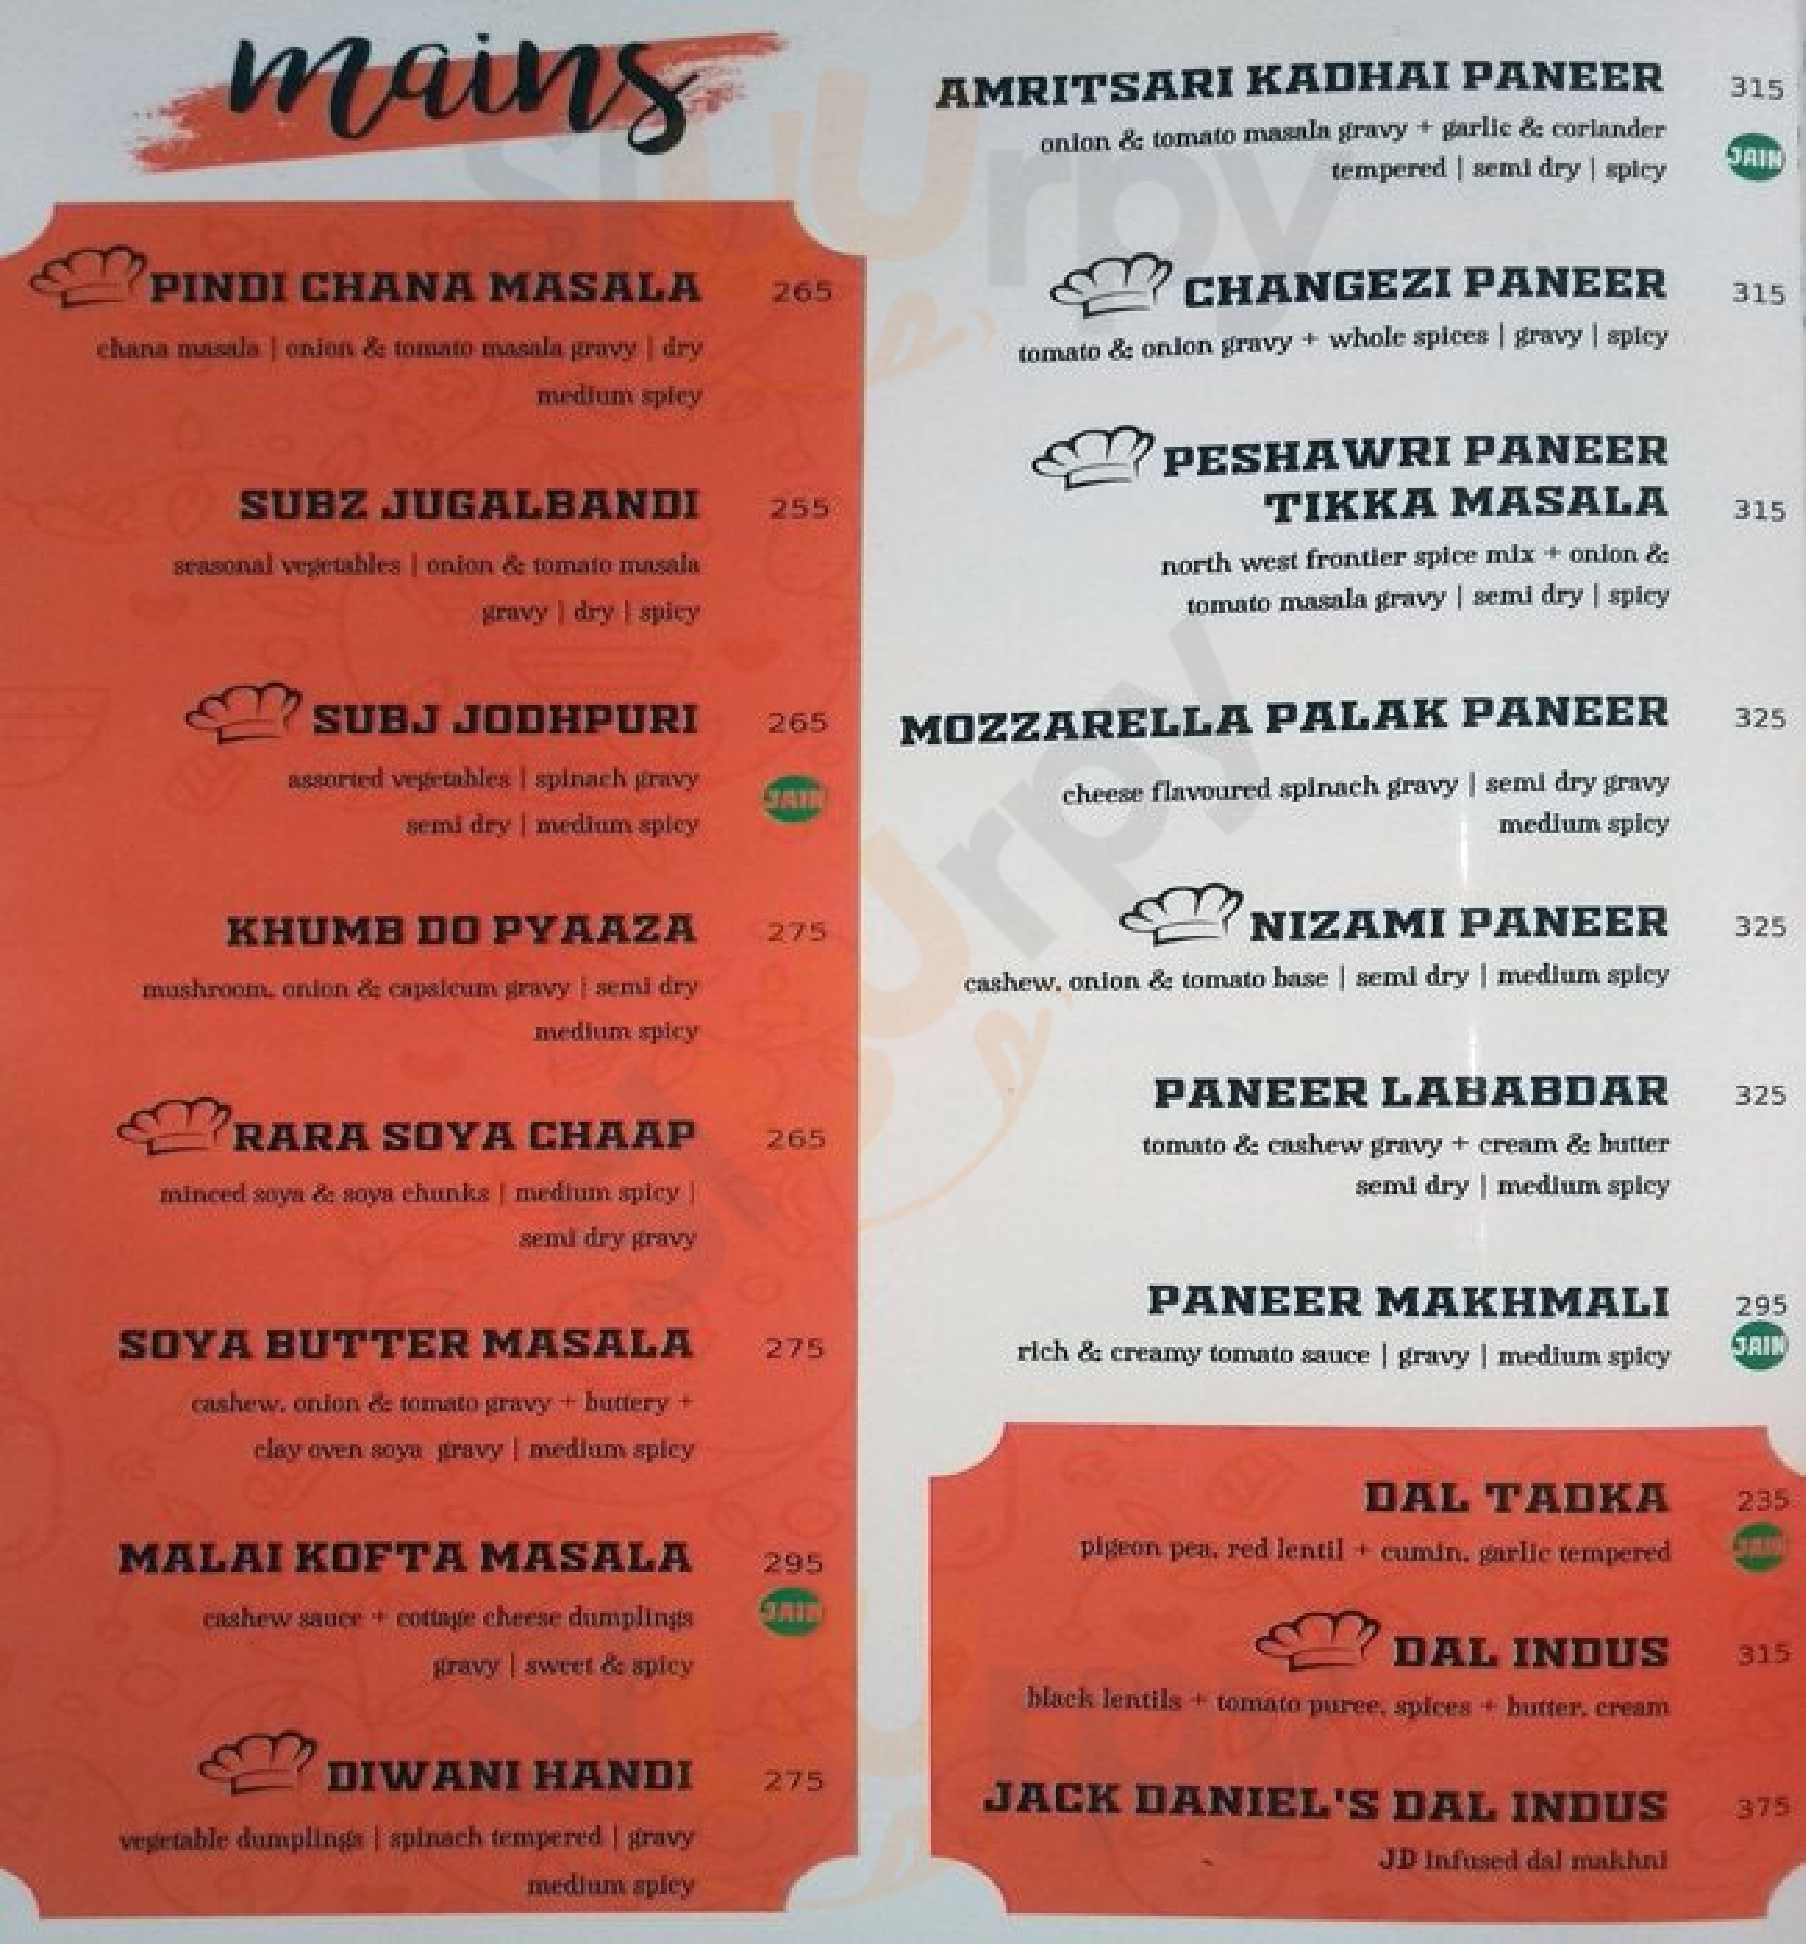 mains
PINDI CHANA MASALA 265
chana masala | onion & tomato masala gravy | dry
medium spicy
SUBZ JUGALBANDI 255
seasonal vegetables | onion & tomato masala
gravy | dry | spicy
SUBJ JODHPURI 265
assorted vegetables | spinach gravy
JAIN
semi dry | medium spicy
KHUMB DO PYAAZA 275
mushroom, onion & capsicum gravy | semi dry
medium spicy
RARA SOYA CHAAP 265
minced soya & soya chunks | medium spicy |
semi dry gravy
SOYA BUTTER MASALA 275
cashew, onion & tomato gravy + buttery +
clay oven soya gravy | medium spicy
MALAI KOFTA MASALA 295
cashew sauce + cottage cheese dumplings
JAIN
gravy | sweet & spicy
DIWANI HANDI 275
vegetable dumplings | spinach tempered | gravy
medium spicy
AMRITSARI KADHAI PANEER 315
onion & tomato masala gravy + garlic & coriander
JAIN
tempered | semi dry | spicy
CHANGEZI PANEER 315
tomato & onion gravy + whole spices | gravy | spicy
PESHAWRI PANEER
TIKKA MASALA 315
north west frontier spice mix + onion &
tomato masala gravy | semi dry | spicy
MOZZARELLA PALAK PANEER 325
cheese flavoured spinach gravy | semi dry gravy
medium spicy
NIZAMI PANEER 325
cashew, onion & tomato base | semi dry | medium spicy
PANEER LABABDAR 325
tomato & cashew gravy + cream & butter
semi dry | medium spicy
PANEER MAKHMALI 295
rich & creamy tomato sauce | gravy | medium spicy
JAIN
DAL TADKA 235
pigeon pea, red lentil + cumin, garlic tempered
JAIN
DAL INDUS 315
black lentils + tomato puree, spices + butter, cream
JACK DANIEL'S DAL INDUS 375
JD infused dal makhni
Sluurpy
Sluurpy
Sluurpy